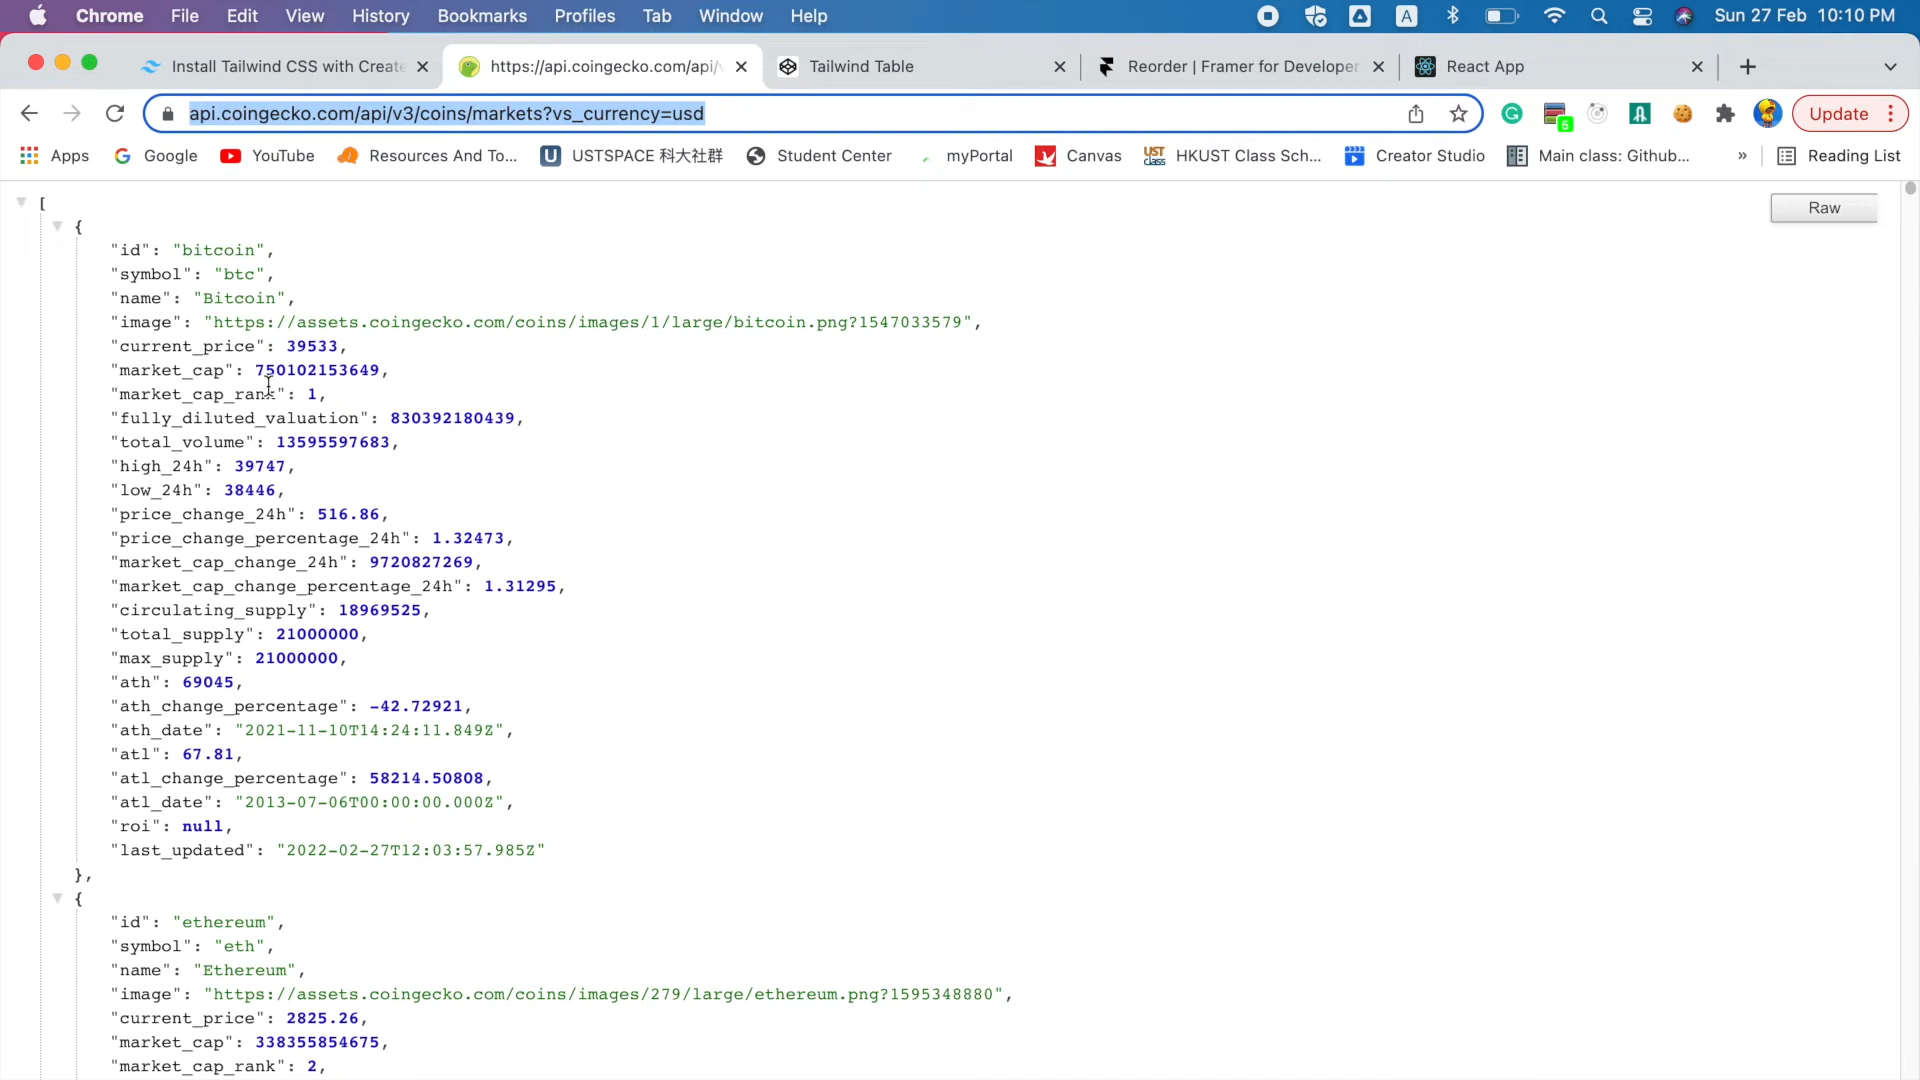 Chrome File Edit View History Bookmarks Profiles Tab Window Help A Sun 27 Feb 10:10 PM
Install Tailwind CSS with Create https://api.coingecko.com/api/v Tailwind Table Reorder | Framer for Developer React App
api.coingecko.com/api/v3/coins/markets?vs_currency=usd 5 Update
Apps Google YouTube Resources And To... USTSPACE 科大社群 Student Center myPortal Canvas HKUST Class Sch... Creator Studio Main class: Github... » Reading List
[ Raw
{
"id": "bitcoin",
"symbol": "btc",
"name": "Bitcoin",
"image": "https://assets.coingecko.com/coins/images/1/large/bitcoin.png?1547033579",
"current_price": 39533,
"market_cap": 750102153649,
"market_cap_rank": 1,
"fully_diluted_valuation": 830392180439,
"total_volume": 13595597683,
"high_24h": 39747,
"low_24h": 38446,
"price_change_24h": 516.86,
"price_change_percentage_24h": 1.32473,
"market_cap_change_24h": 9720827269,
"market_cap_change_percentage_24h": 1.31295,
"circulating_supply": 18969525,
"total_supply": 21000000,
"max_supply": 21000000,
"ath": 69045,
"ath_change_percentage": -42.72921,
"ath_date": "2021-11-10T14:24:11.849Z",
"atl": 67.81,
"atl_change_percentage": 58214.50808,
"atl_date": "2013-07-06T00:00:00.000Z",
"roi": null,
"last_updated": "2022-02-27T12:03:57.985Z"
},
{
"id": "ethereum",
"symbol": "eth",
"name": "Ethereum",
"image": "https://assets.coingecko.com/coins/images/279/large/ethereum.png?1595348880",
"current_price": 2825.26,
"market_cap": 338355854675,
"market_cap_rank": 2,